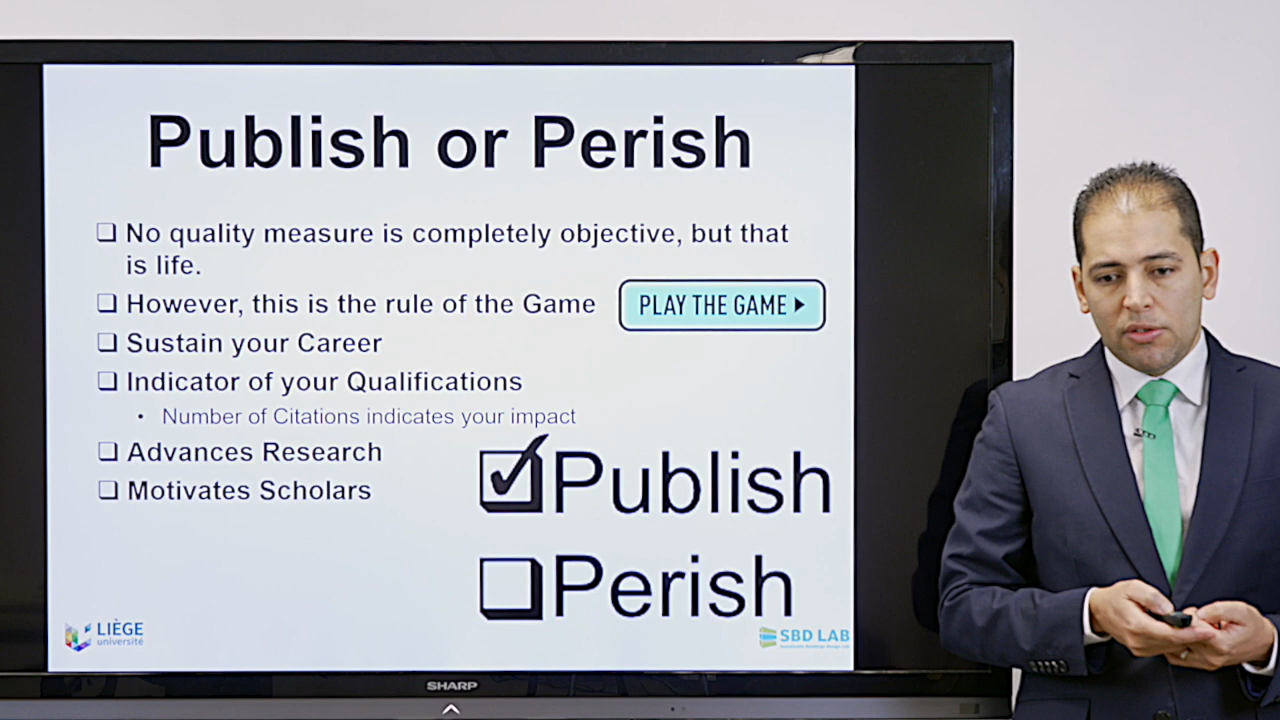 Publish or Perish
❑ No quality measure is completely objective, but that
is life.
❑ However, this is the rule of the Game
PLAY THE GAME ▸
❑ Sustain your Career
❑ Indicator of your Qualifications
• Number of Citations indicates your impact
❑ Advances Research
❑ Motivates Scholars
☑ Publish
❑ Perish
LIÈGE
université
SBD LAB
SHARP